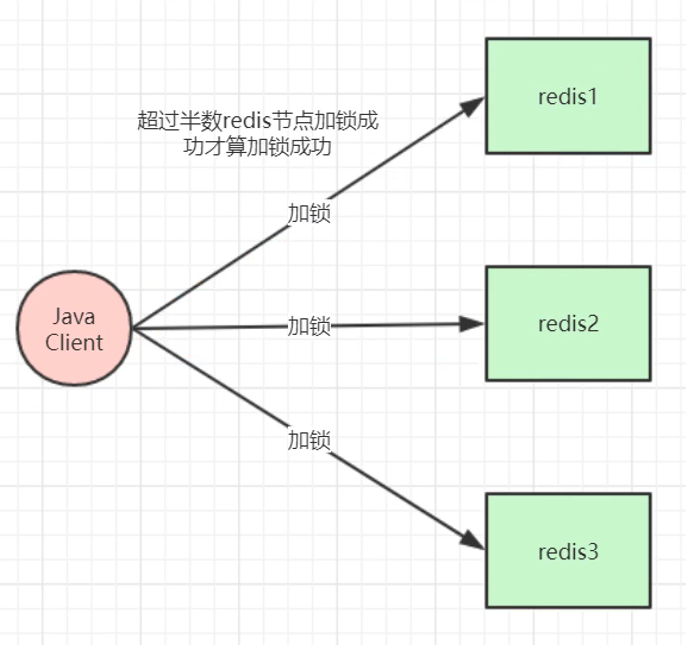 redis1
超过半数redis节点加锁成
功才算加锁成功
加锁
Java
Client
加锁
redis2
加锁
redis3